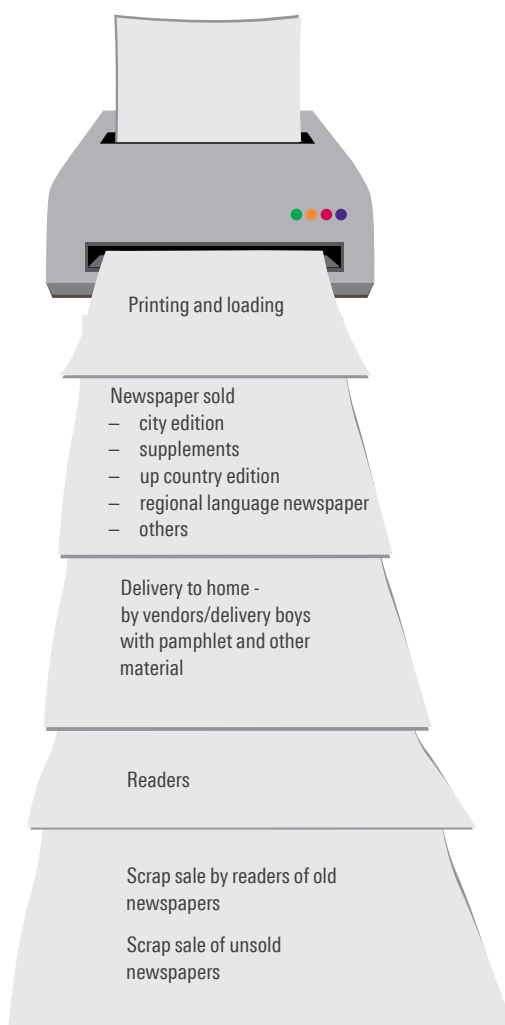 Printing and loading
Newspaper sold
– city edition
– supplements
– up country edition
– regional language newspaper
– others
Delivery to home -
by vendors/delivery boys
with pamphlet and other
material
Readers
Scrap sale by readers of old
newspapers
Scrap sale of unsold
newspapers